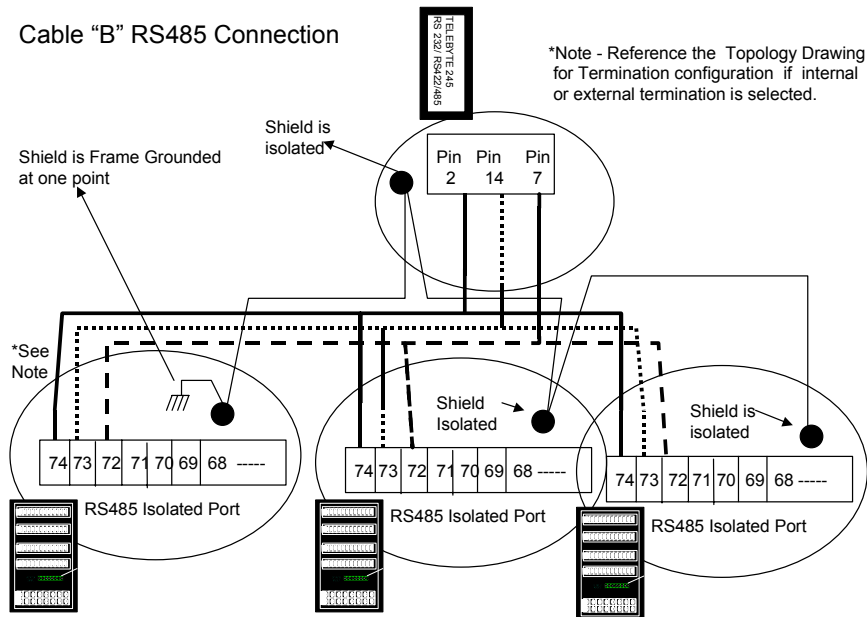 Cable “B” RS485 Connection
TELEBYTE 245
RS 232/ RS422/485
*Note - Reference the Topology Drawing
for Termination configuration if internal
or external termination is selected.
Shield is
isolated
Shield is Frame Grounded
at one point
Pin Pin Pin
2 14 7
*See
Note
Shield
Isolated
Shield is
isolated
74 73 72 71 70 69 68 -----
74 73 72 71 70 69 68 -----
74 73 72 71 70 69 68 -----
RS485 Isolated Port
RS485 Isolated Port
RS485 Isolated Port